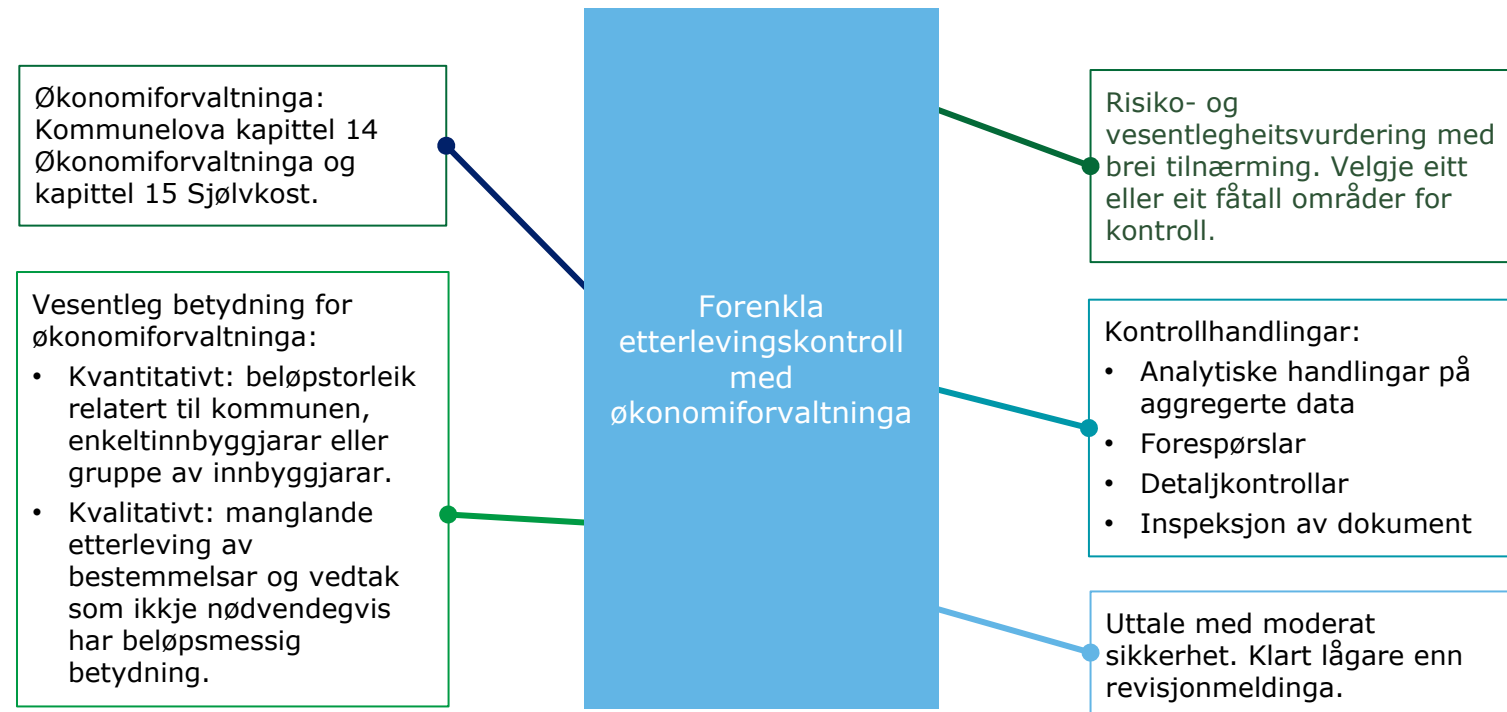 Økonomiforvaltninga:
Kommunelova kapittel 14
Økonomiforvaltninga og
kapittel 15 Sjølvkost.
Vesentleg betydning for
økonomiforvaltninga:
• Kvantitativt: beløpstorleik
relatert til kommunen,
enkeltinnbyggjarar eller
gruppe av innbyggjarar.
• Kvalitativt: manglande
etterleving av
bestemmelsar og vedtak
som ikkje nødvendegvis
har beløpsmessig
betydning.
Forenkla
etterlevingskontroll
med
økonomiforvaltninga
Risiko- og
vesentlegheitsvurdering med
brei tilnærming. Velgje eitt
eller eit fåtall områder for
kontroll.
Kontrollhandlingar:
• Analytiske handlingar på
aggregerte data
• Forespørslar
• Detaljkontrollar
• Inspeksjon av dokument
Uttale med moderat
sikkerhet. Klart lågare enn
revisjonmeldinga.